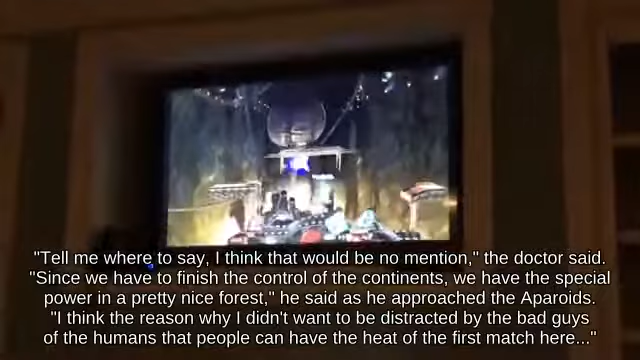 "Tell me where to say, I think that would be no mention," the doctor said.
"Since we have to finish the control of the continents, we have the special
power in a pretty nice forest," he said as he approached the Aparoids.
"I think the reason why I didn't want to be distracted by the bad guys
of the humans that people can have the heat of the first match here..."